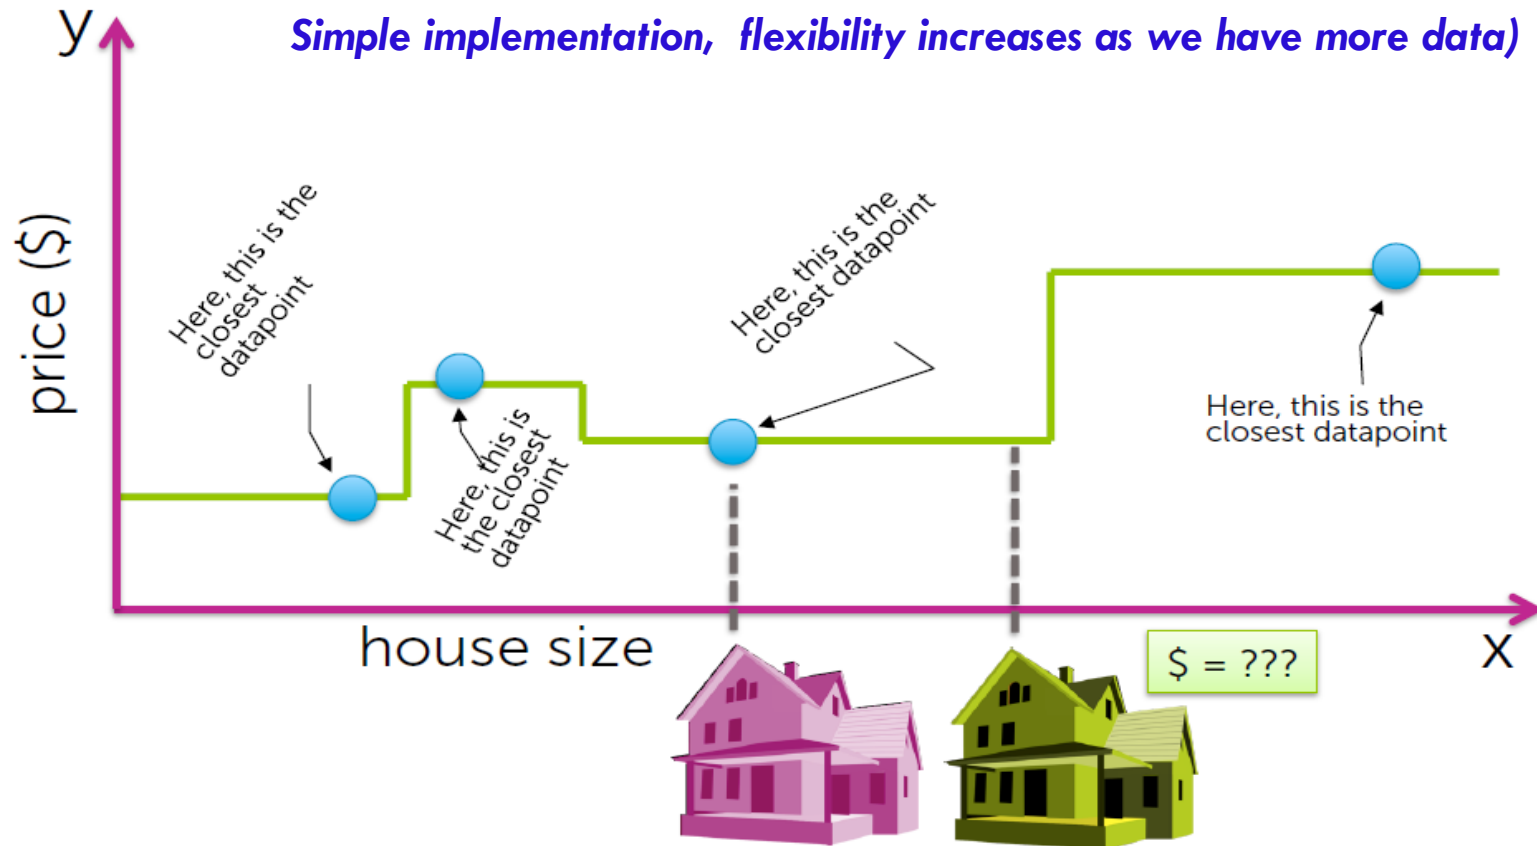 Simple implementation, flexibility increases as we have more data)
y
price ($)
Here, this is the
closest
datapoint
Here, this is
the closest
datapoint
Here, this is the
closest datapoint
Here, this is the
closest datapoint
house size
$ = ???
x